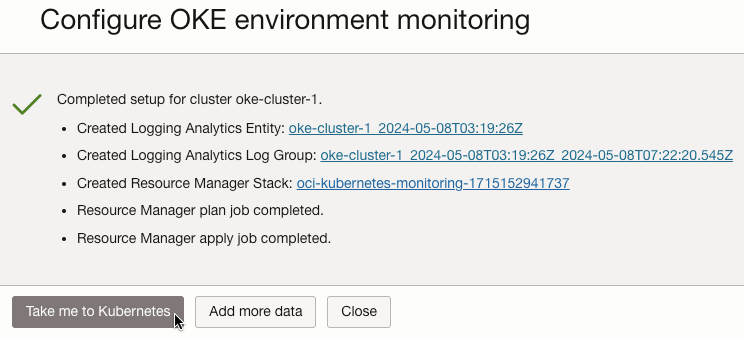 Configure OKE environment monitoring
Completed setup for cluster oke-cluster-1.
• Created Logging Analytics Entity: oke-cluster-1_2024-05-08T03:19:26Z
• Created Logging Analytics Log Group: oke-cluster-1_2024-05-08T03:19:26Z_2024-05-08T07:22:20.545Z
• Created Resource Manager Stack: oci-kubernetes-monitoring-1715152941737
• Resource Manager plan job completed.
• Resource Manager apply job completed.
Take me to Kubernetes Add more data Close